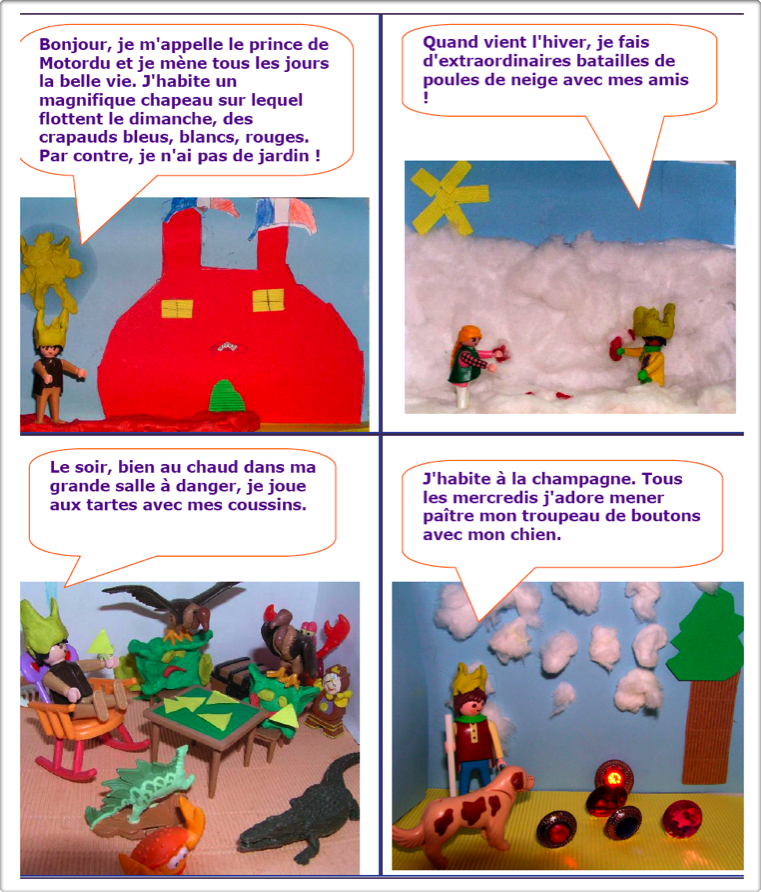 Bonjour, je m'appelle le prince de
Motordu et je mène tous les jours
la belle vie. J'habite un
magnifique chapeau sur lequel
flottent le dimanche, des
crapauds bleus, blancs, rouges.
Par contre, je n'ai pas de jardin !
Quand vient l'hiver, je fais
d'extraordinaires batailles de
poules de neige avec mes amis
!
Le soir, bien au chaud dans ma
grande salle à danger, je joue
aux tartes avec mes coussins.
J'habite à la champagne. Tous
les mercredis j'adore mener
paître mon troupeau de boutons
avec mon chien.